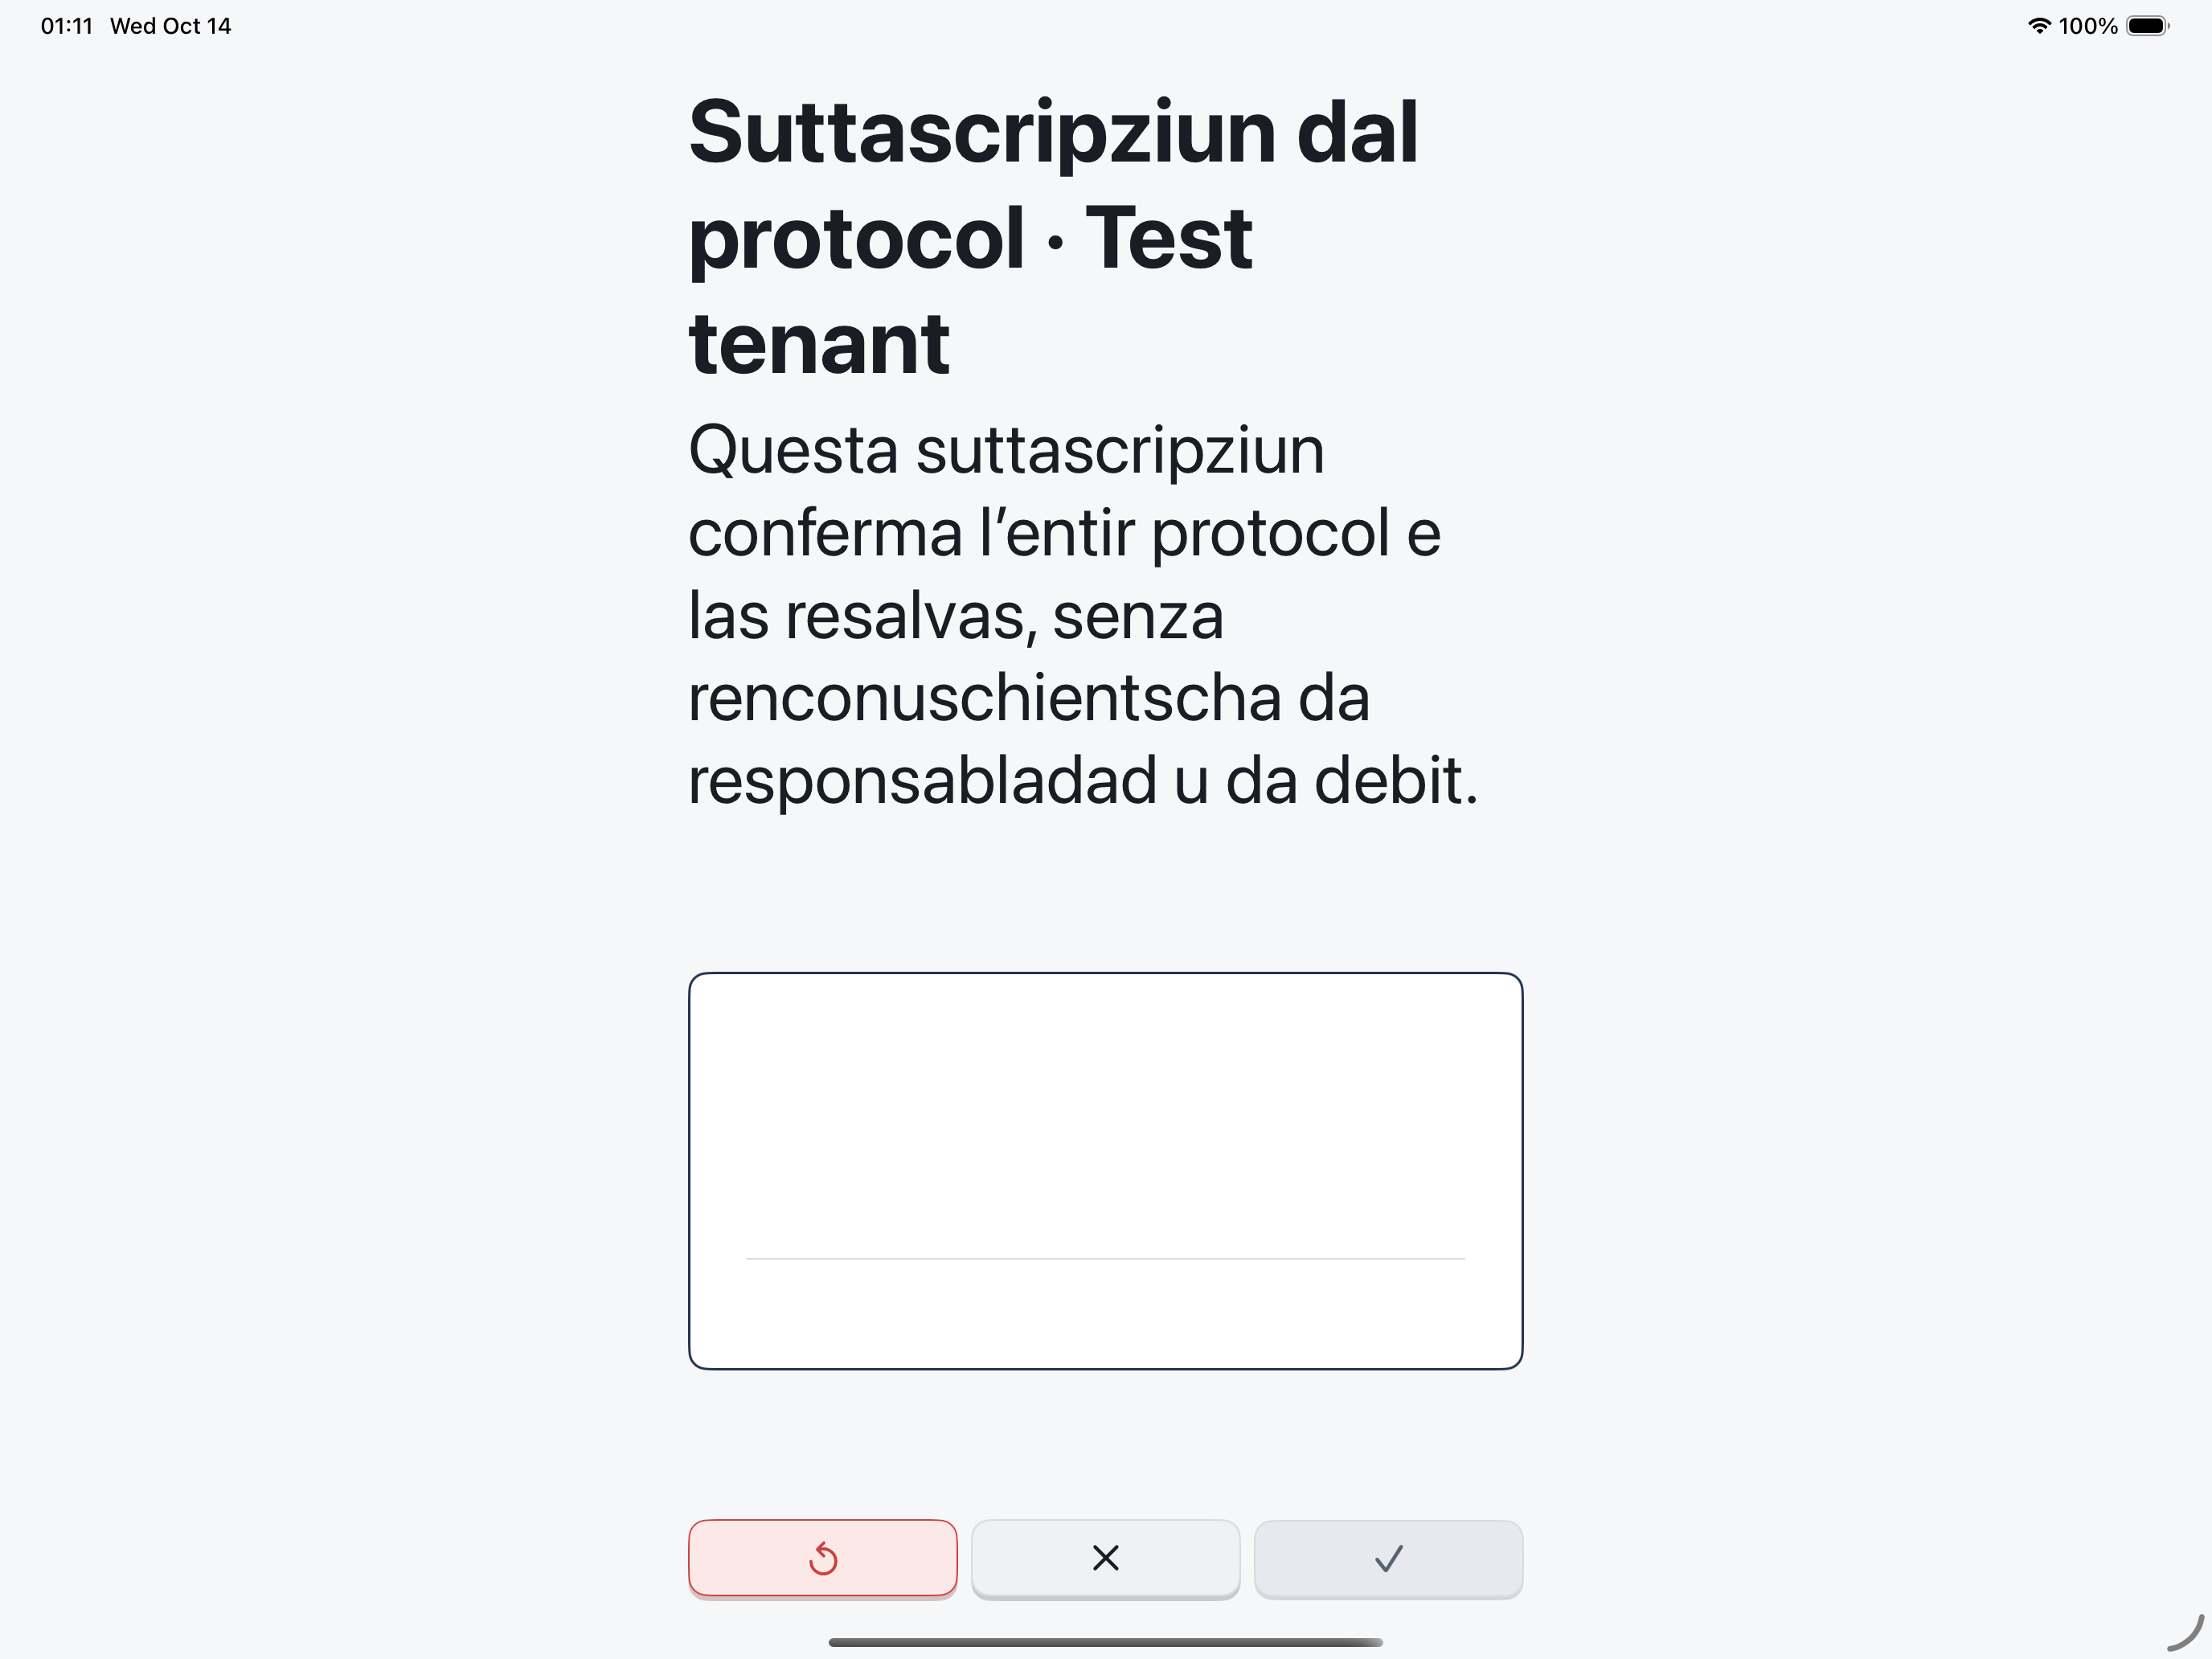 01:11 Wed Oct 14 100%
Suttascripziun dal
protocol · Test
tenant
Questa suttascripziun
conferma l’entir protocol e
las resalvas, senza
renconuschientscha da
responsabladad u da debit.